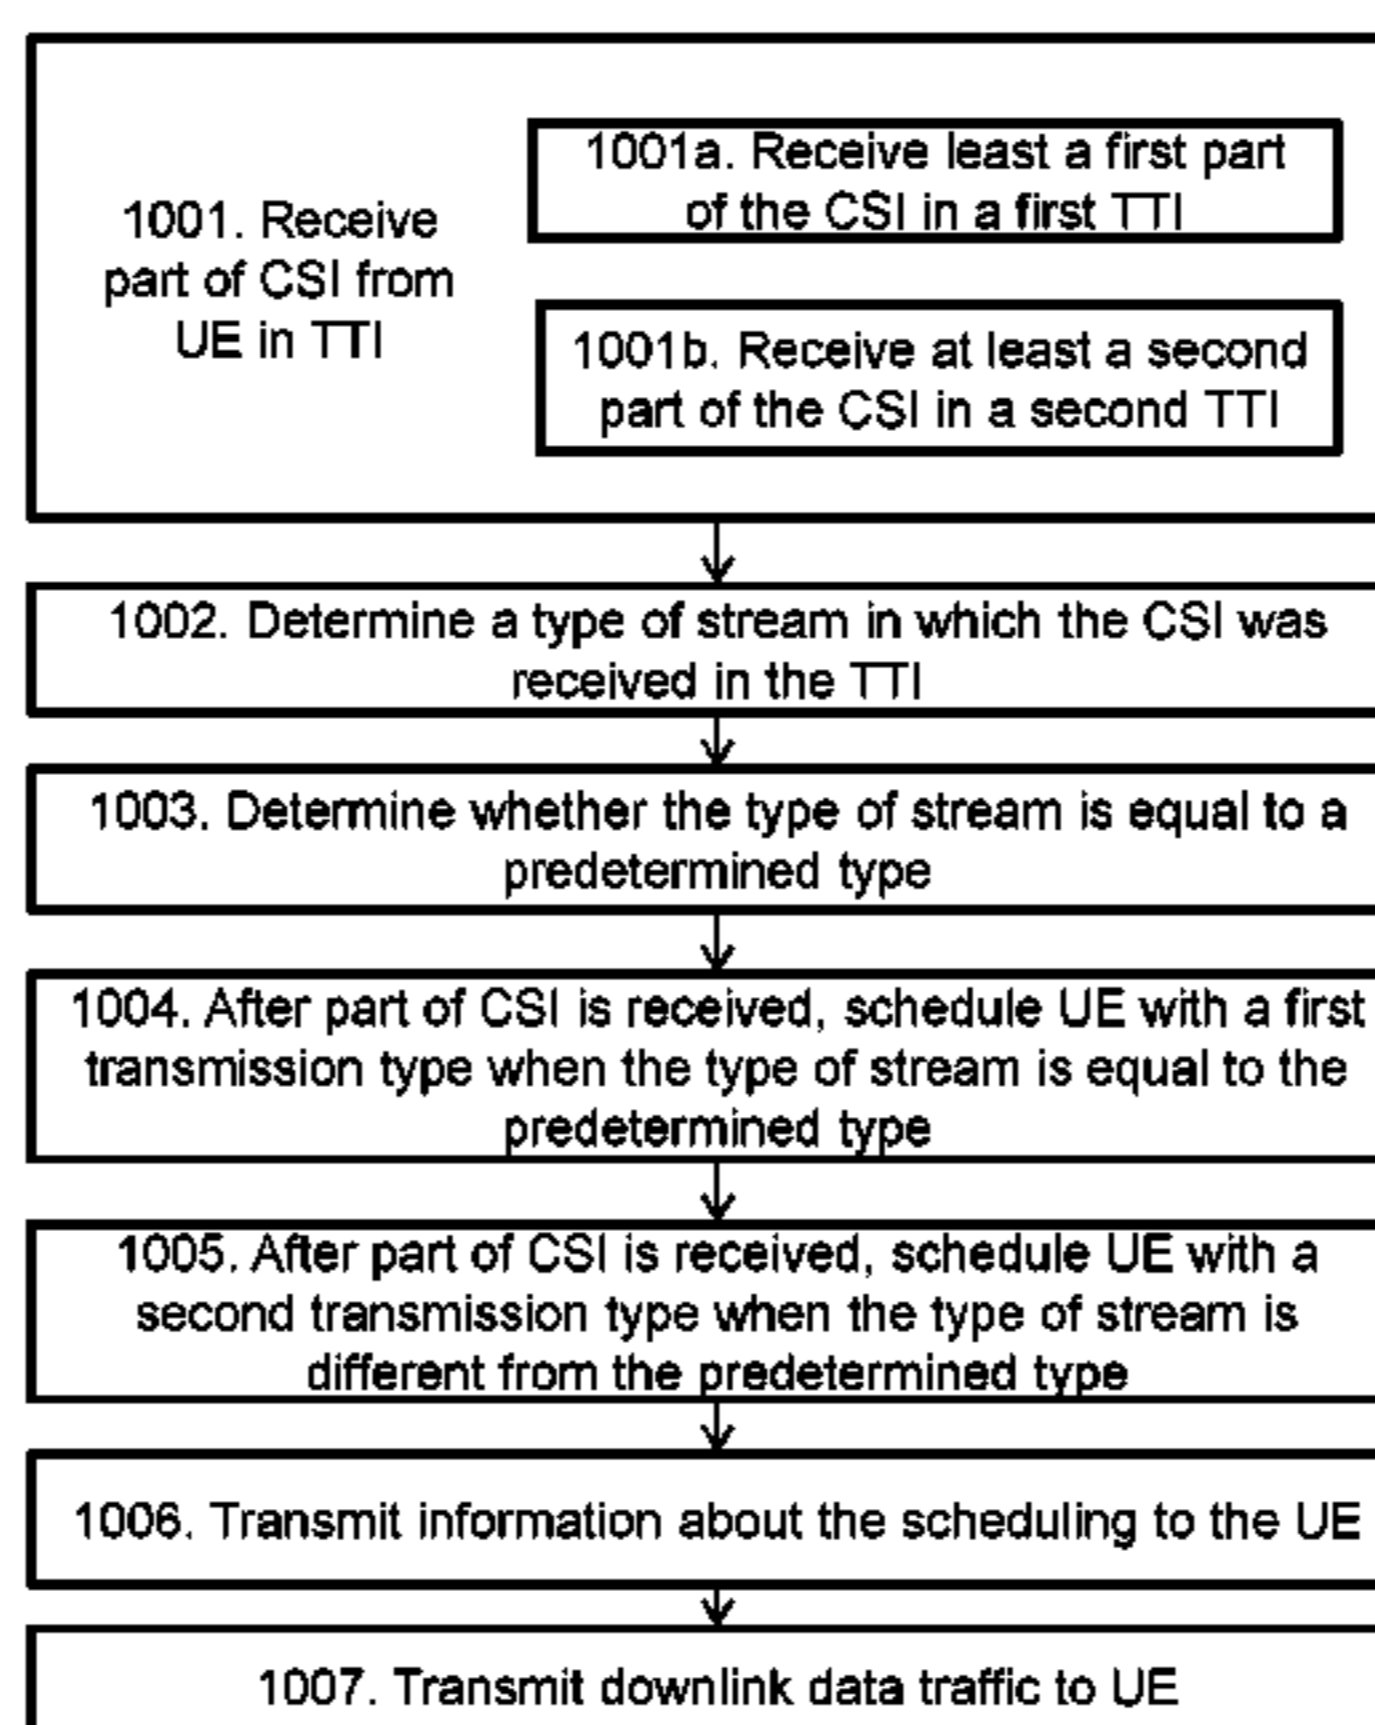 1001. Receive
part of CSI from
UE in TTI
1001a. Receive least a first part
of the CSI in a first TTI
1001b. Receive at least a second
part of the CSI in a second TTI
1002. Determine a type of stream in which the CSI was
received in the TTI
1003. Determine whether the type of stream is equal to a
predetermined type
1004. After part of CSI is received, schedule UE with a first
transmission type when the type of stream is equal to the
predetermined type
1005. After part of CSI is received, schedule UE with a
second transmission type when the type of stream is
different from the predetermined type
1006. Transmit information about the scheduling to the UE
1007. Transmit downlink data traffic to UE